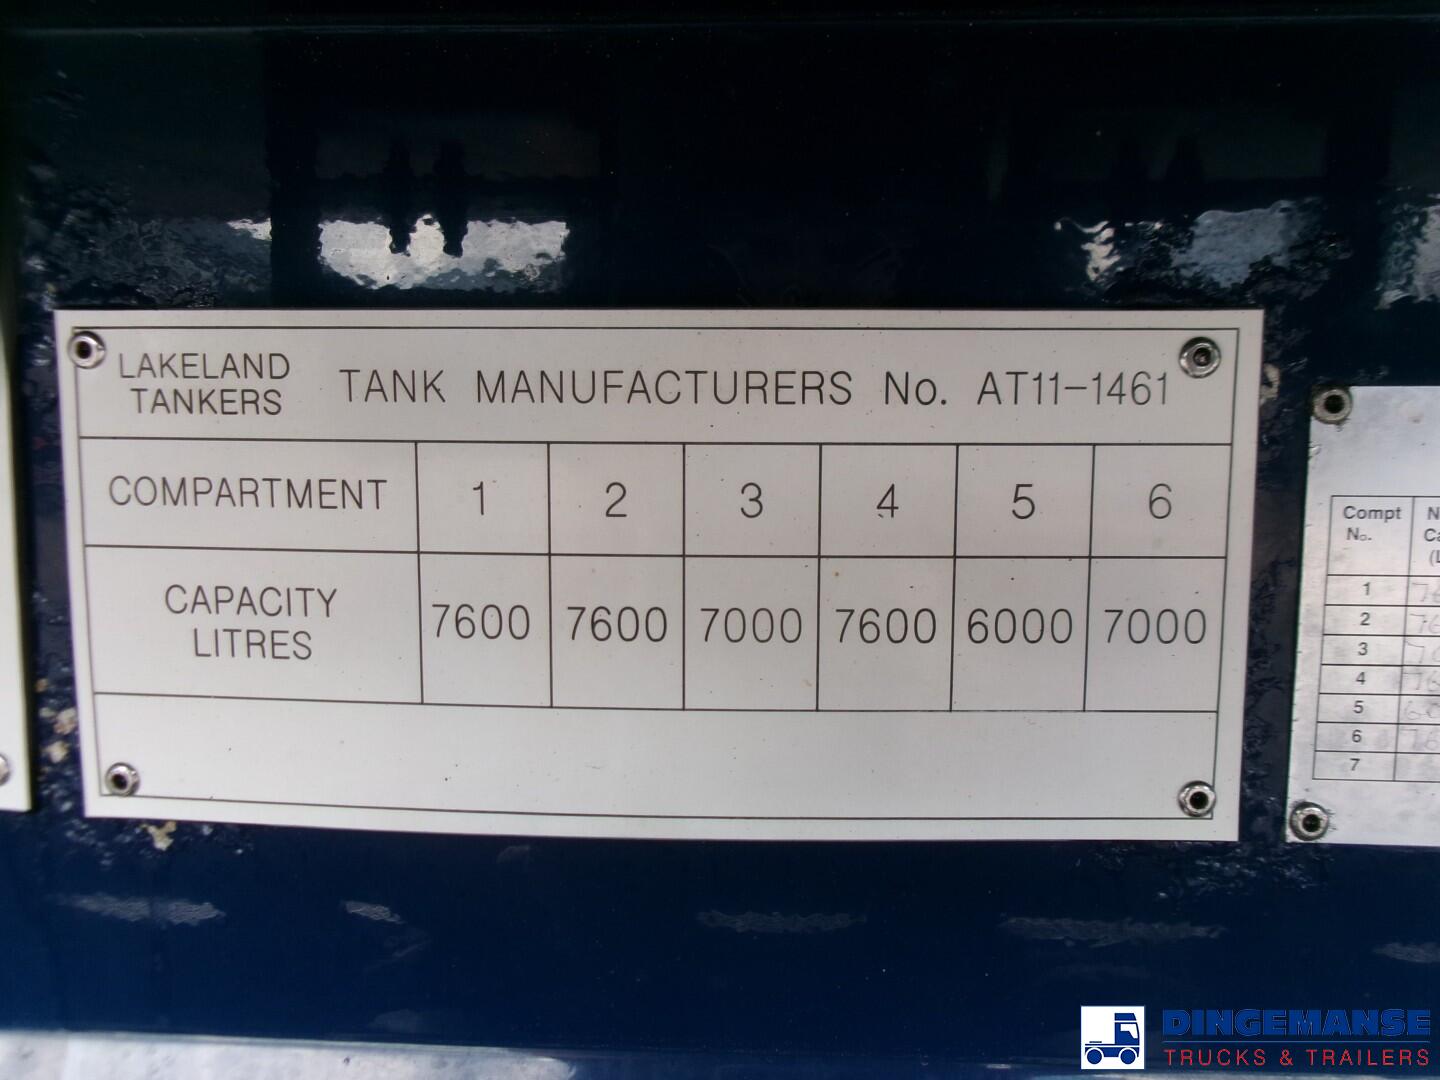 LAKELAND
TANKERS
TANK MANUFACTURERS No. AT11-1461
COMPARTMENT 1 2 3 4 5 6
CAPACITY
LITRES
7600 7600 7000 7600 6000 7000
Compt
No.
1
2
3
4
5
6
7
DINGEMANSE
TRUCKS & TRAILERS